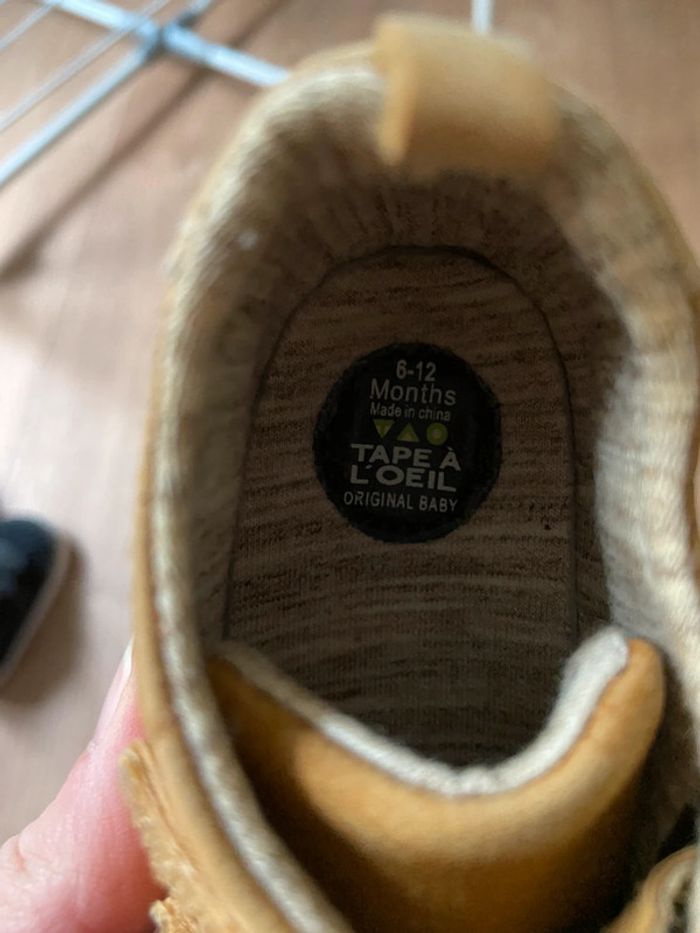 6-12
Months
Made in china
TAPE À
L'OEIL
ORIGINAL BABY